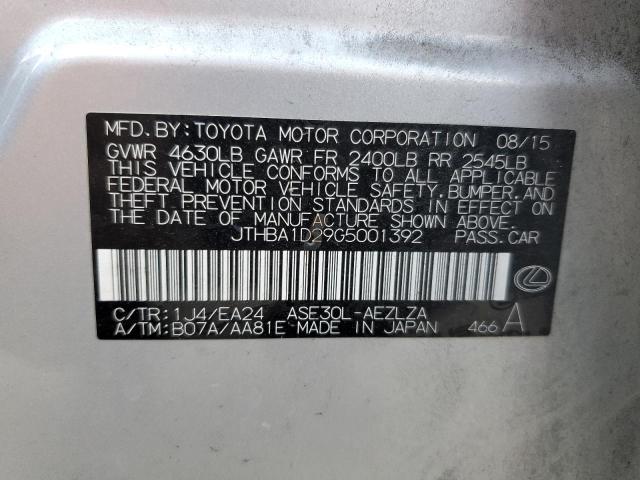 MFD.BY:TOYOTA MOTOR CORPORATION 08/15
GVWR 4630LB GAWR FR 2400LB RR 2545LB
THIS VEHICLE CONFORMS TO ALL APPLICABLE
FEDERAL MOTOR VEHICLE SAFETY,BUMPER,AND
THEFT PREVENTION STANDARDS IN EFFECT ON
THE DATE OF MANUFACTURE SHOWN ABOVE.
JTHBA1D29G5001392 PASS.CAR
C/TR:1J4/EA24 ASE30L-AEZLZA
A/TM:B07A/AA81E MADE IN JAPAN 466 A